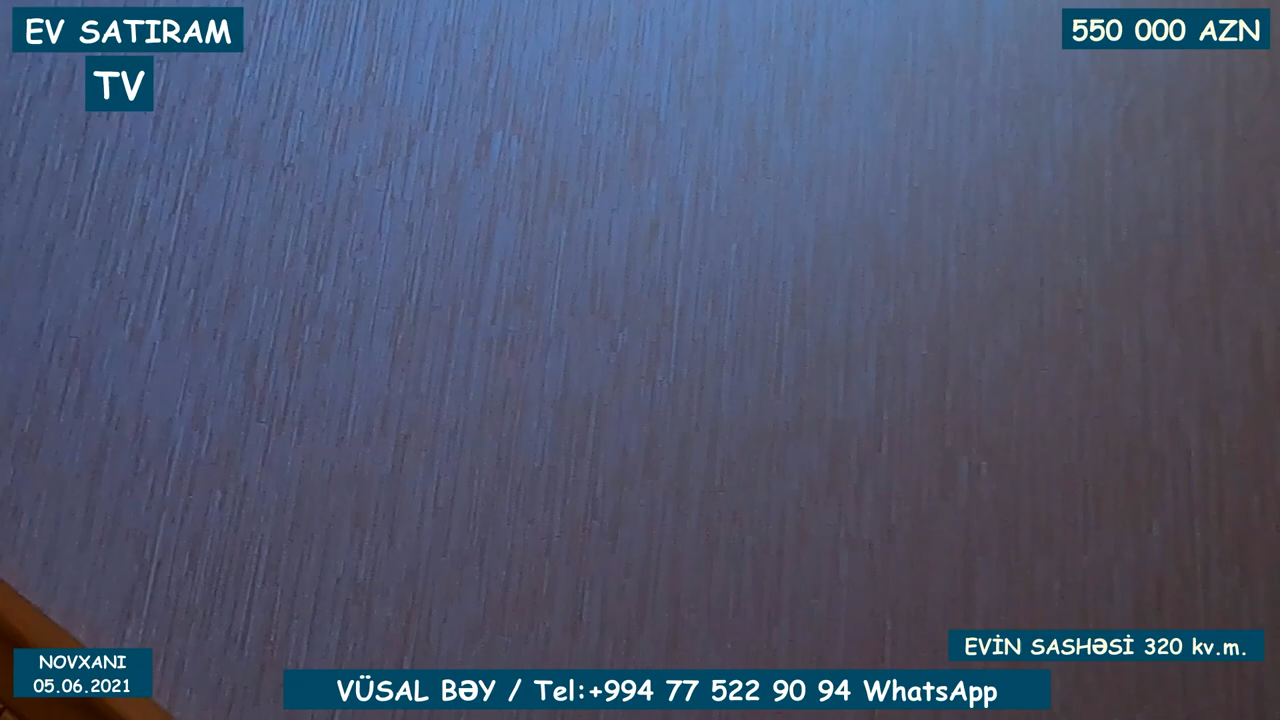 EV SATIRAM
TV
550 000 AZN
EVİN SASHƏSİ 320 kv.m.
NOVXANI
05.06.2021
VÜSAL BƏY / Tel:+994 77 522 90 94 WhatsApp